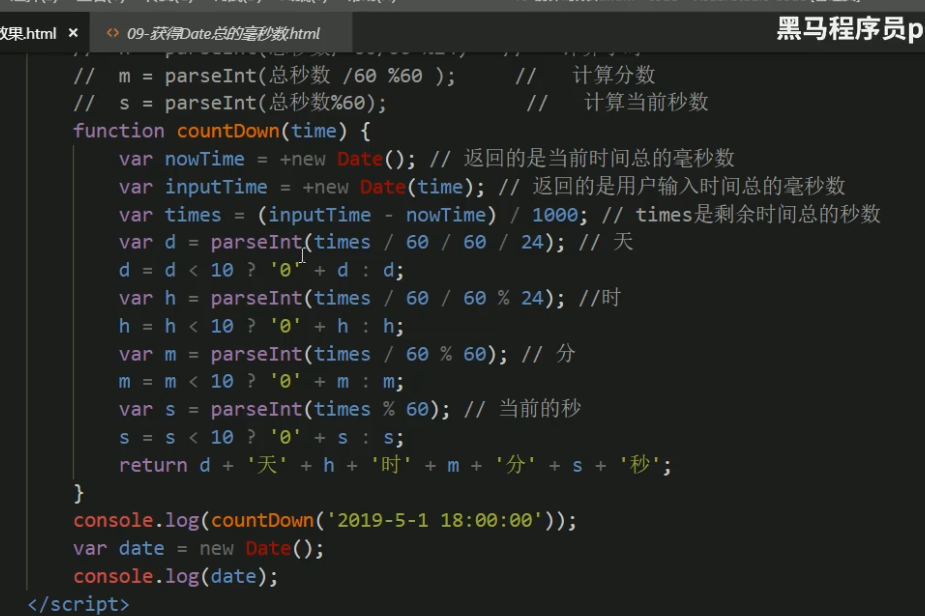 效果.html × <> 09-获得Date总的毫秒数.html
黑马程序员p
// m = parseInt(总秒数 /60 %60 ); // 计算分数
// s = parseInt(总秒数%60); // 计算当前秒数
function countDown(time) {
var nowTime = +new Date(); // 返回的是当前时间总的毫秒数
var inputTime = +new Date(time); // 返回的是用户输入时间总的毫秒数
var times = (inputTime - nowTime) / 1000; // times是剩余时间总的秒数
var d = parseInt(times / 60 / 60 / 24); // 天
d = d < 10 ? '0' + d : d;
var h = parseInt(times / 60 / 60 % 24); //时
h = h < 10 ? '0' + h : h;
var m = parseInt(times / 60 % 60); // 分
m = m < 10 ? '0' + m : m;
var s = parseInt(times % 60); // 当前的秒
s = s < 10 ? '0' + s : s;
return d + '天' + h + '时' + m + '分' + s + '秒';
}
console.log(countDown('2019-5-1 18:00:00'));
var date = new Date();
console.log(date);
</script>